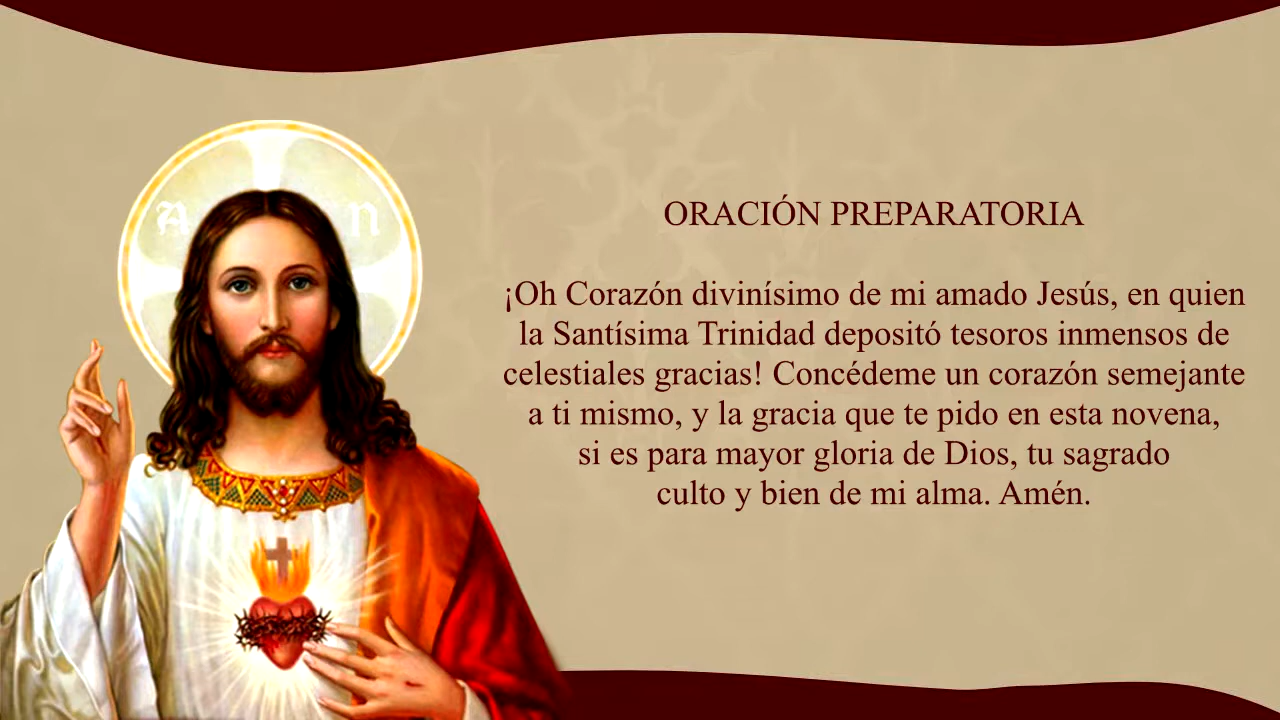 A Ω
ORACIÓN PREPARATORIA
¡Oh Corazón divinísimo de mi amado Jesús, en quien
la Santísima Trinidad depositó tesoros inmensos de
celestiales gracias! Concédeme un corazón semejante
a ti mismo, y la gracia que te pido en esta novena,
si es para mayor gloria de Dios, tu sagrado
culto y bien de mi alma. Amén.